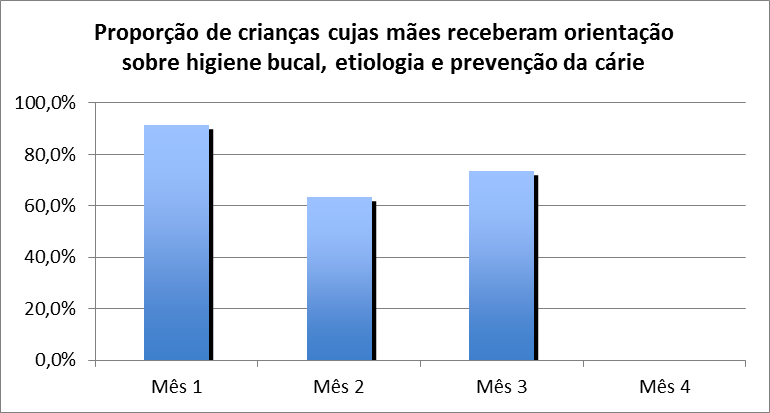 Proporção de crianças cujas mães receberam orientação
sobre higiene bucal, etiologia e prevenção da cárie
100,0%
80,0%
60,0%
40,0%
20,0%
0,0%
Mês 1 Mês 2 Mês 3 Mês 4